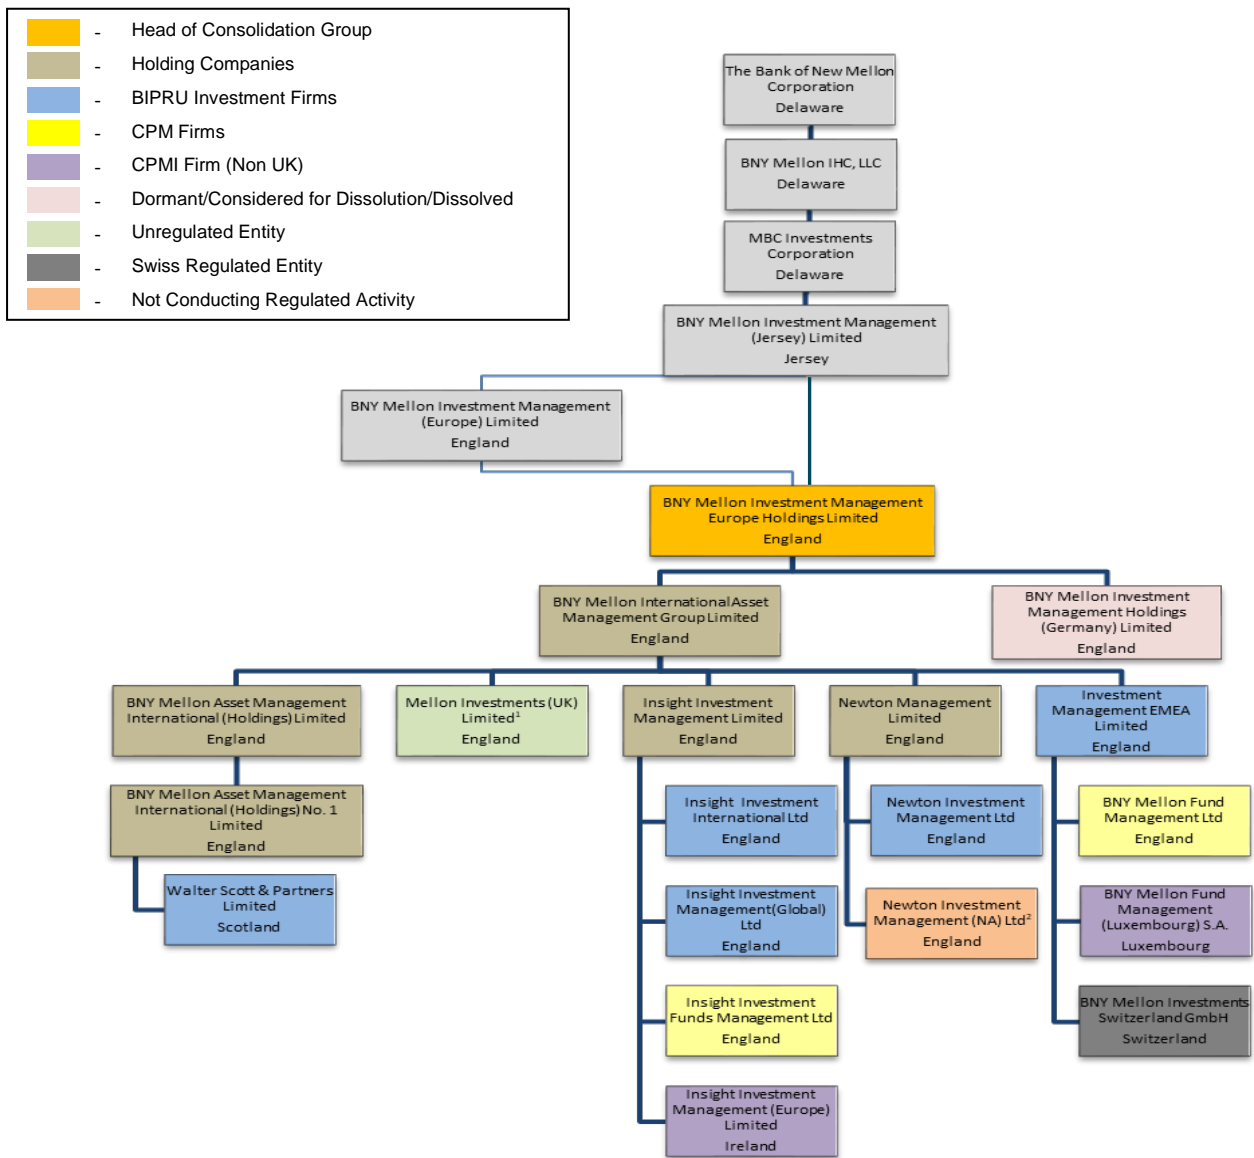 - Head of Consolidation Group
- Holding Companies
- BIPRU Investment Firms
- CPM Firms
- CPMI Firm (Non UK)
- Dormant/Considered for Dissolution/Dissolved
- Unregulated Entity
- Swiss Regulated Entity
- Not Conducting Regulated Activity
The Bank of New Mellon
Corporation
Delaware
BNY Mellon IHC, LLC
Delaware
MBC Investments
Corporation
Delaware
BNY Mellon Investment Management
(Jersey) Limited
Jersey
BNY Mellon Investment Management
(Europe) Limited
England
BNY Mellon Investment Management
Europe Holdings Limited
England
BNY Mellon International Asset
Management Group Limited
England
BNY Mellon Investment
Management Holdings
(Germany) Limited
England
BNY Mellon Asset Management
International (Holdings) Limited
England
Mellon Investments (UK)
Limited¹
England
Insight Investment
Management Limited
England
Newton Management
Limited
England
Investment
Management EMEA
Limited
England
BNY Mellon Asset Management
International (Holdings) No. 1
Limited
England
Walter Scott & Partners
Limited
Scotland
Insight Investment
International Ltd
England
Insight Investment
Management(Global)
Ltd
England
Insight Investment
Funds Management Ltd
England
Insight Investment
Management (Europe)
Limited
Ireland
Newton Investment
Management Ltd
England
Newton Investment
Management (NA) Ltd²
England
BNY Mellon Fund
Management Ltd
England
BNY Mellon Fund
Management
(Luxembourg) S.A.
Luxembourg
BNY Mellon Investments
Switzerland GmbH
Switzerland